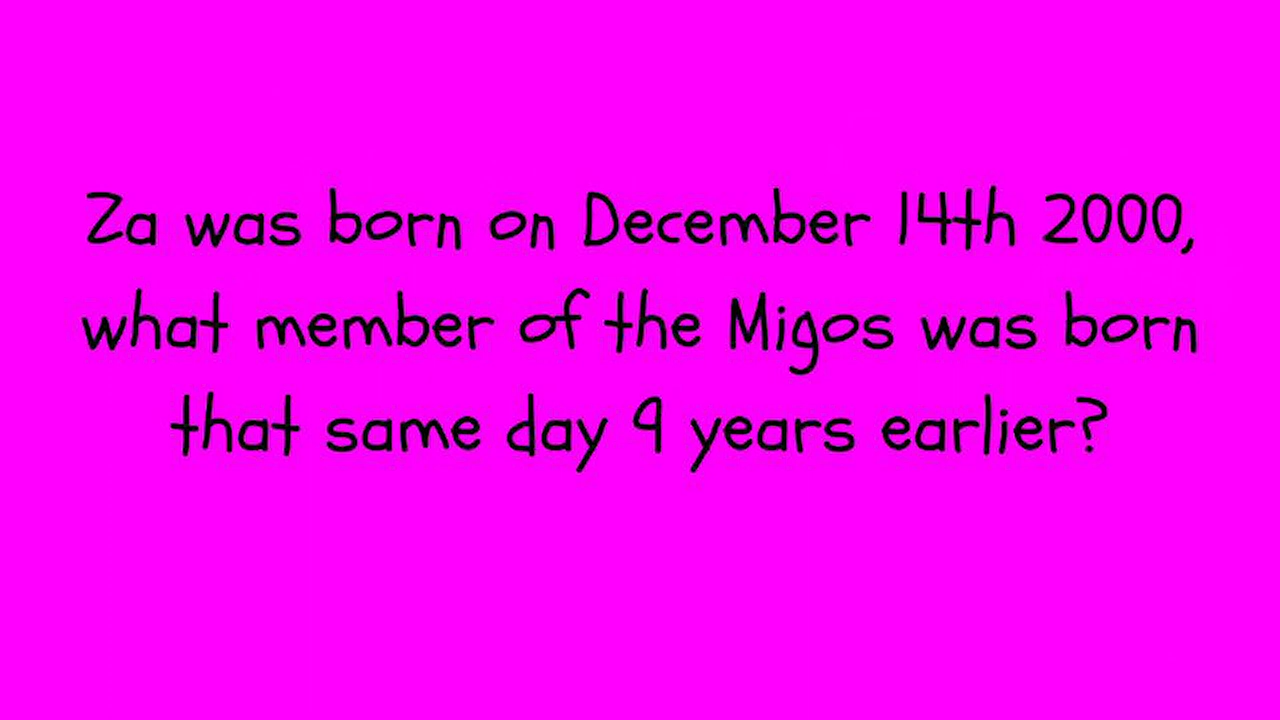 Za was born on December 14th 2000,
what member of the Migos was born
that same day 9 years earlier?